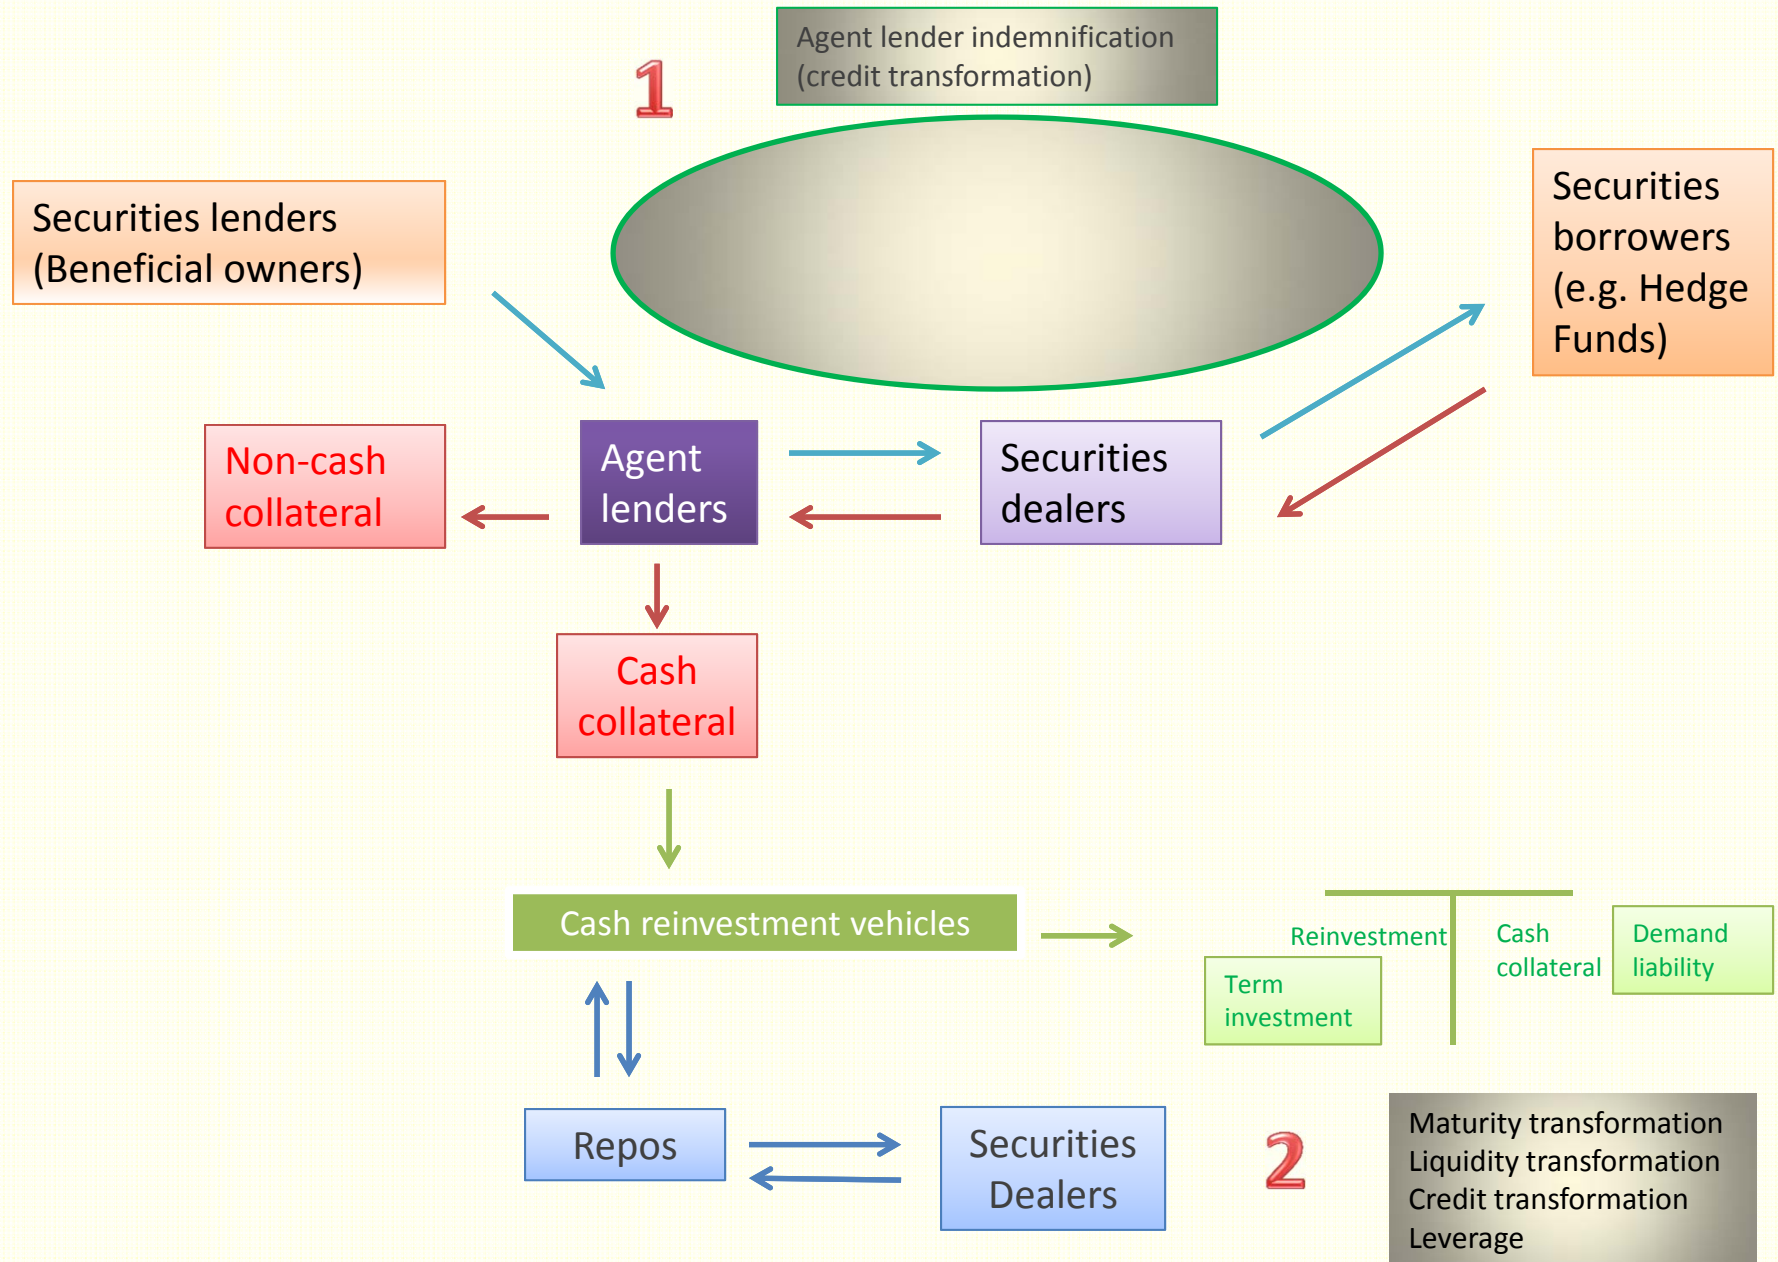 Agent lender indemnification
(credit transformation)
1
Securities lenders
(Beneficial owners)
Securities
borrowers
(e.g. Hedge
Funds)
Non-cash
collateral
Agent
lenders
Securities
dealers
Cash
collateral
Cash reinvestment vehicles
Reinvestment
Cash
collateral
Demand
liability
Term
investment
Repos
Securities
Dealers
2
Maturity transformation
Liquidity transformation
Credit transformation
Leverage